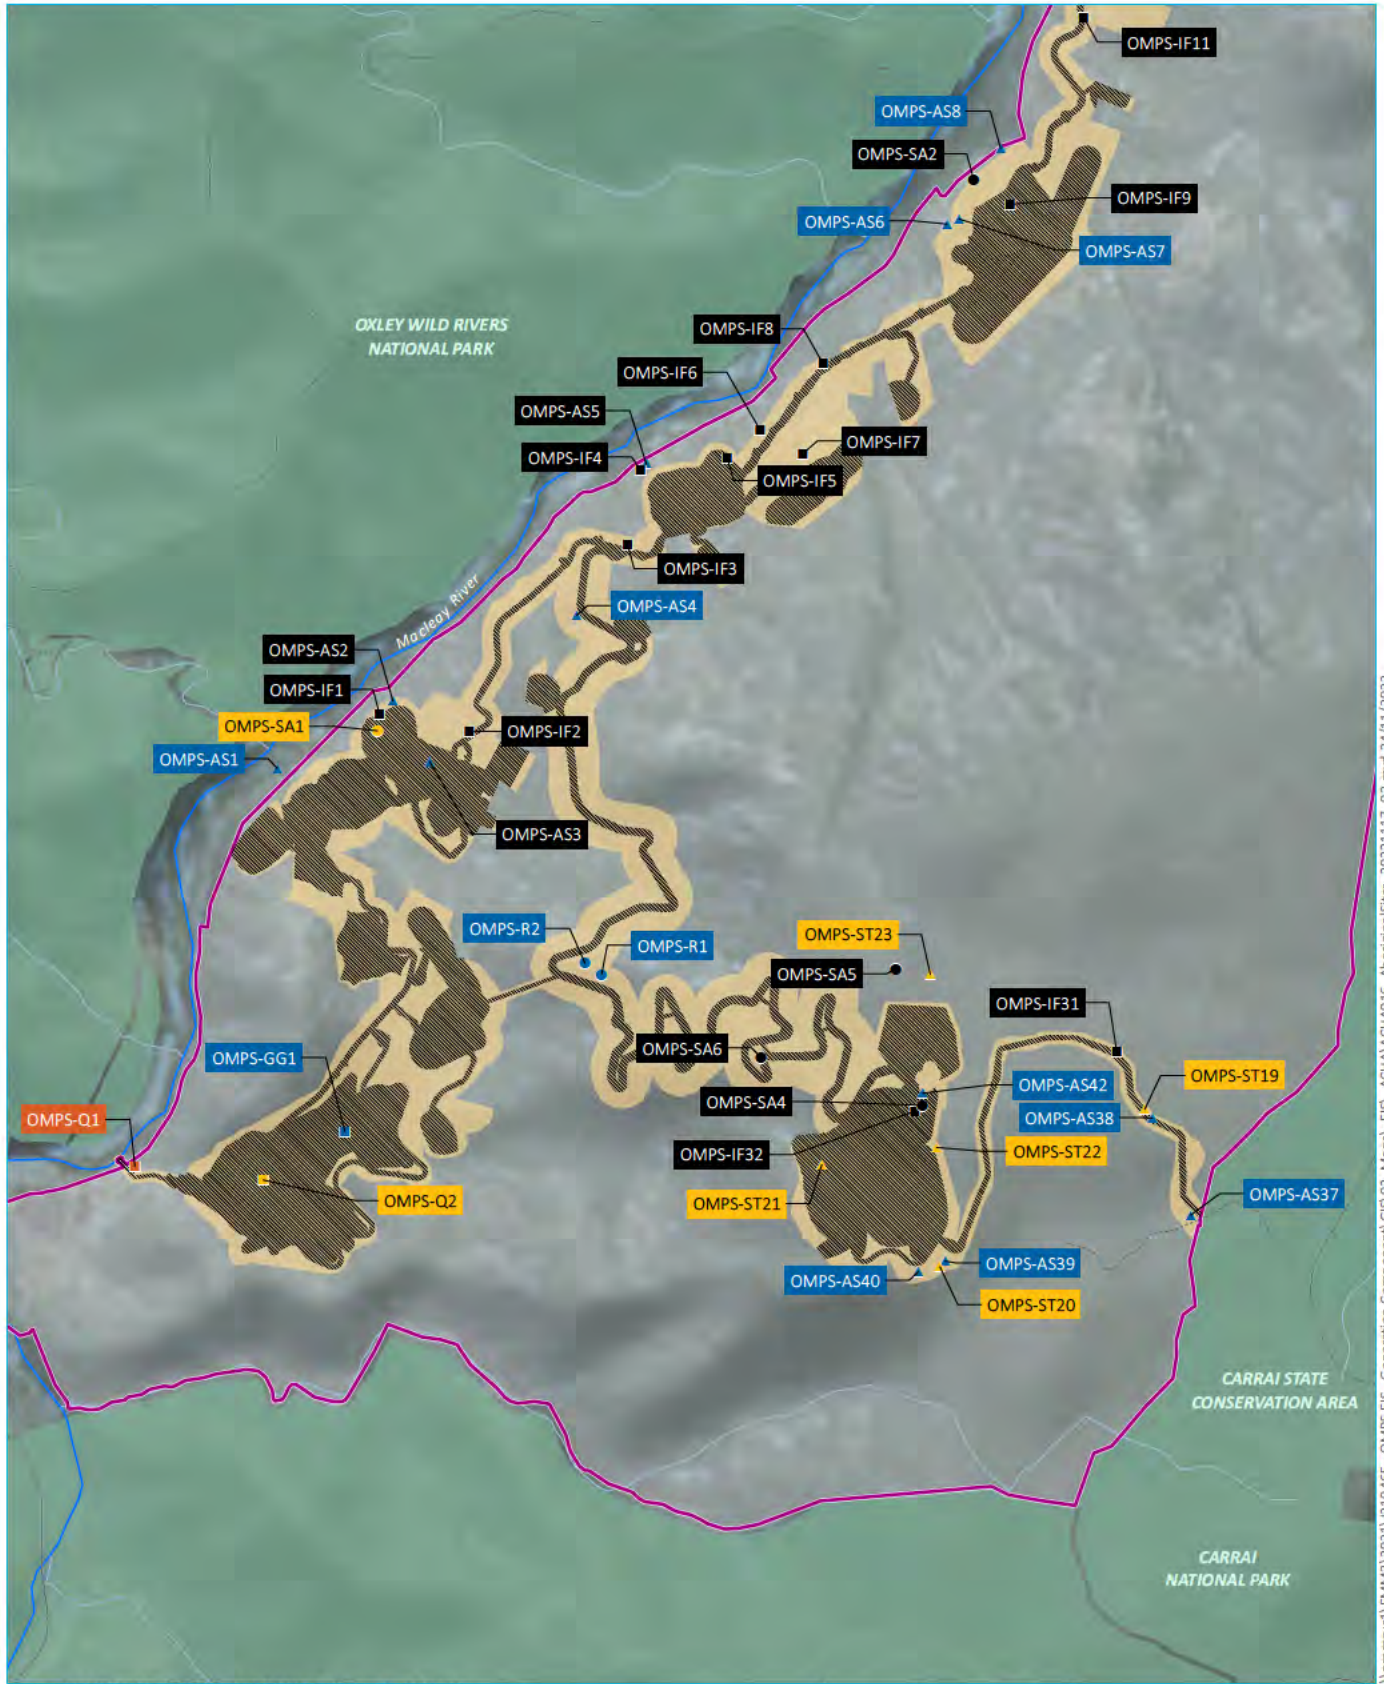 OMPS-IF11
OMPS-AS8
OMPS-SA2
OMPS-IF9
OMPS-AS6
OMPS-AS7
OXLEY WILD RIVERS
NATIONAL PARK
OMPS-IF8
OMPS-IF6
OMPS-AS5
OMPS-IF7
OMPS-IF4
OMPS-IF5
OMPS-IF3
Macleay River
OMPS-AS4
OMPS-AS2
OMPS-IF1
OMPS-SA1
OMPS-IF2
OMPS-AS1
OMPS-AS3
OMPS-R2
OMPS-ST23
OMPS-R1
OMPS-SA5
OMPS-IF31
OMPS-SA6
OMPS-GG1
OMPS-ST19
OMPS-AS42
OMPS-SA4
OMPS-Q1
OMPS-AS38
OMPS-IF32
OMPS-ST22
OMPS-Q2
OMPS-ST21
OMPS-AS37
OMPS-AS39
OMPS-AS40
OMPS-ST20
CARRAI STATE
CONSERVATION AREA
CARRAI
NATIONAL PARK